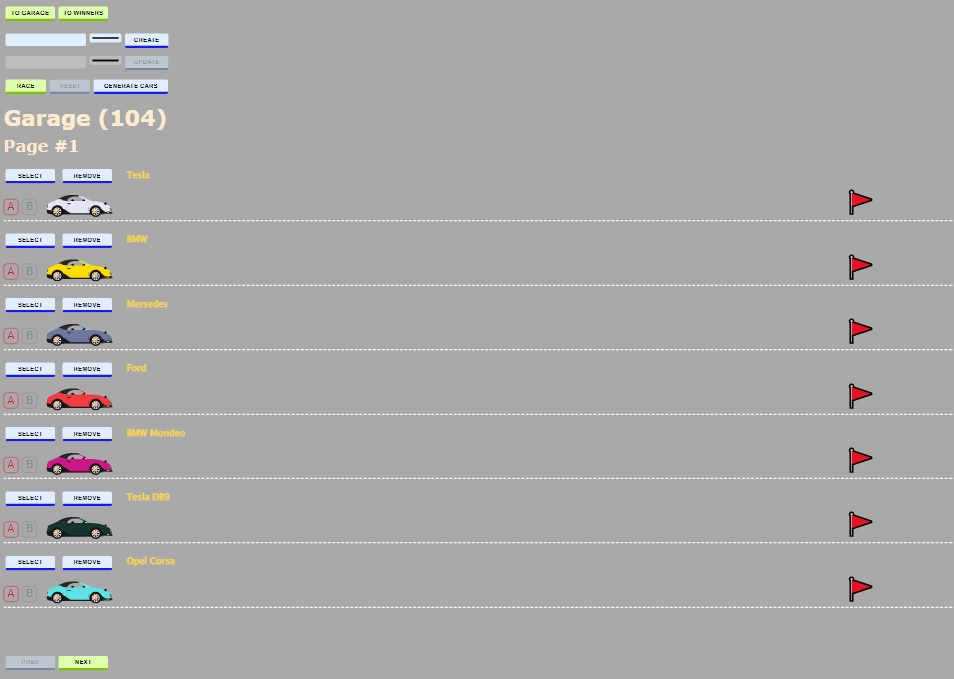 TO GARAGE TO WINNERS
CREATE
UPDATE
RACE RESET GENERATE CARS
Garage (104)
Page #1
SELECT REMOVE Tesla
A B
SELECT REMOVE BMW
A B
SELECT REMOVE Mersedes
A B
SELECT REMOVE Ford
A B
SELECT REMOVE BMW Mondeo
A B
SELECT REMOVE Tesla DB9
A B
SELECT REMOVE Opel Corsa
A B
PREV NEXT